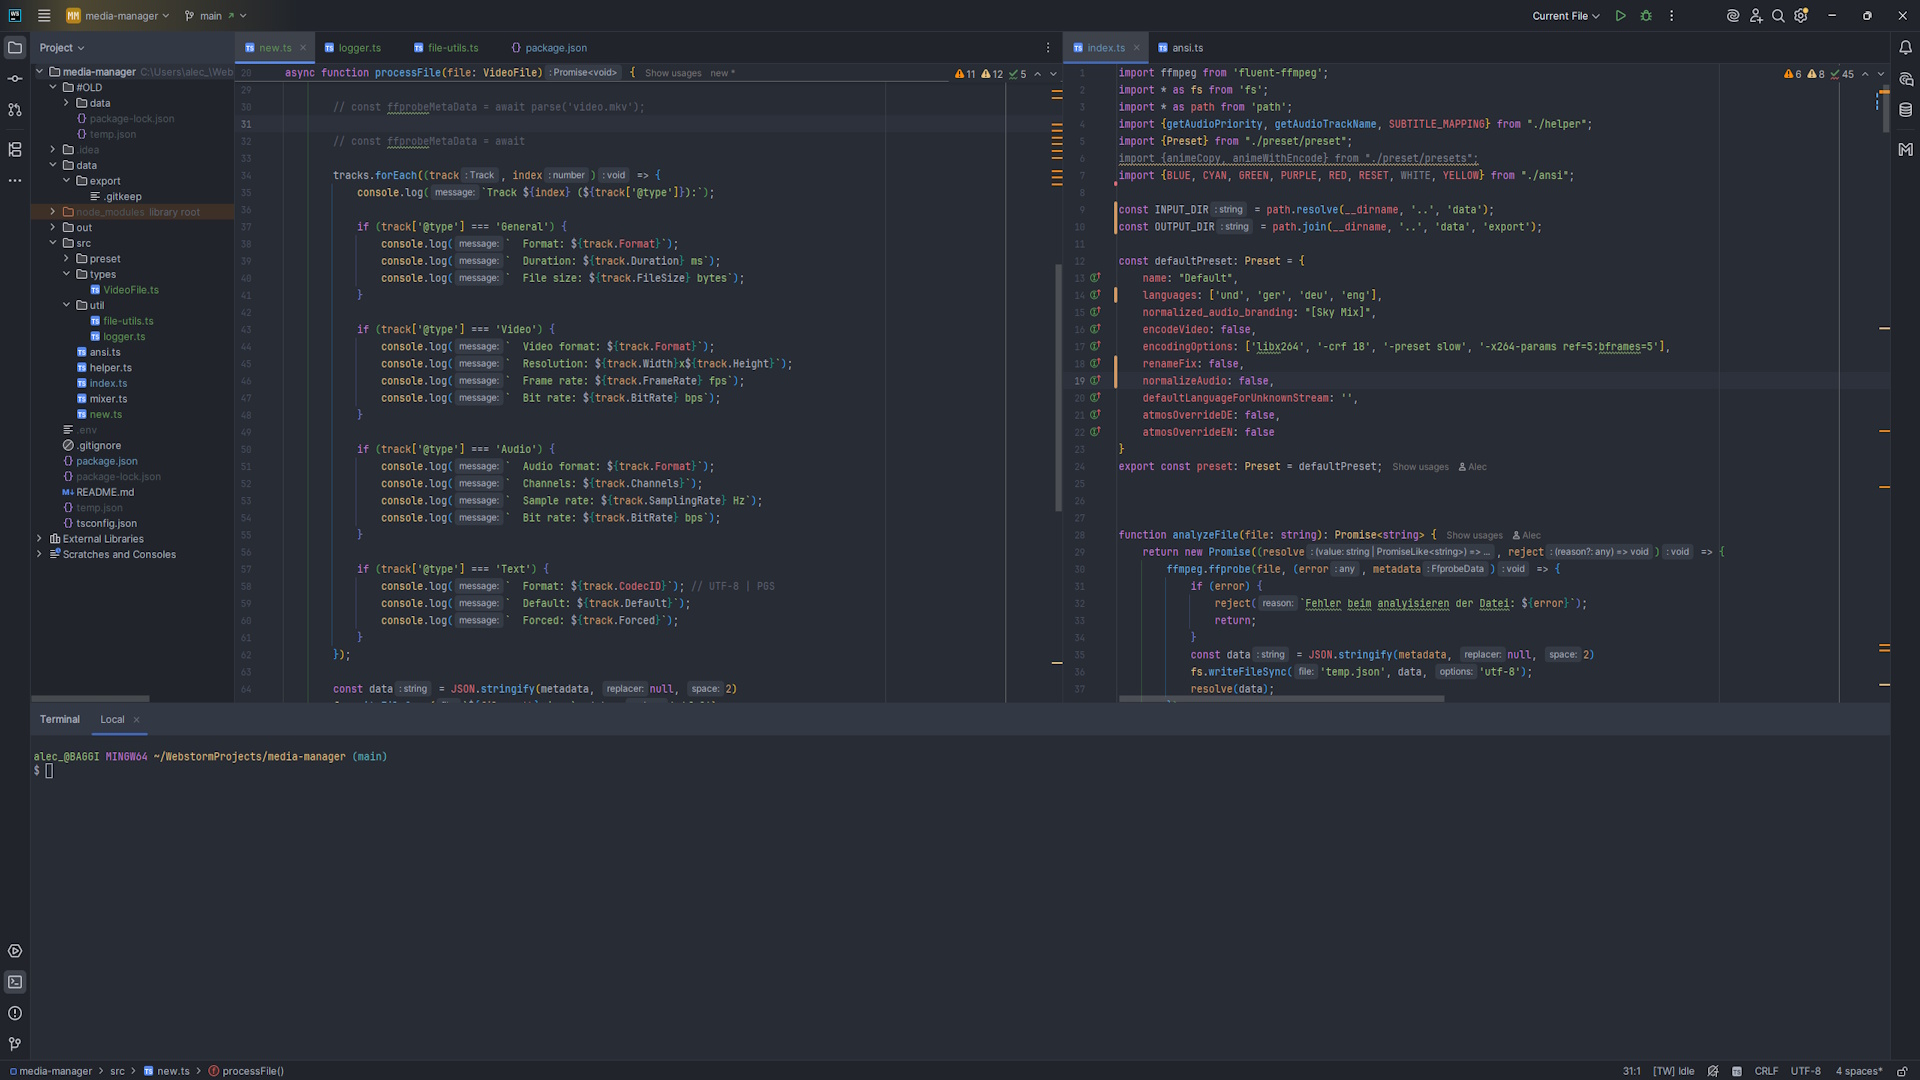 WS
MM media-manager
main
Current File
Project
new.ts
logger.ts
file-utils.ts
package.json
index.ts
ansi.ts
media-manager C:\Users\alec_\Web
#OLD
data
package-lock.json
temp.json
.idea
data
export
.gitkeep
node_modules library root
out
src
preset
types
VideoFile.ts
util
file-utils.ts
logger.ts
ansi.ts
helper.ts
index.ts
mixer.ts
new.ts
.env
.gitignore
package.json
package-lock.json
README.md
temp.json
tsconfig.json
External Libraries
Scratches and Consoles
20 async function processFile(file: VideoFile) : Promise<void> { Show usages new *
11 12 5
29
30 // const ffprobeMetaData = await parse('video.mkv');
31
32 // const ffprobeMetaData = await
33
34 tracks.forEach((track : Track , index : number ) : void => {
35 console.log( message: `Track ${index} (${track['@type']}):`);
36
37 if (track['@type'] === 'General') {
38 console.log( message: `  Format: ${track.Format}`);
39 console.log( message: `  Duration: ${track.Duration} ms`);
40 console.log( message: `  File size: ${track.FileSize} bytes`);
41 }
42
43 if (track['@type'] === 'Video') {
44 console.log( message: `  Video format: ${track.Format}`);
45 console.log( message: `  Resolution: ${track.Width}x${track.Height}`);
46 console.log( message: `  Frame rate: ${track.FrameRate} fps`);
47 console.log( message: `  Bit rate: ${track.BitRate} bps`);
48 }
49
50 if (track['@type'] === 'Audio') {
51 console.log( message: `  Audio format: ${track.Format}`);
52 console.log( message: `  Channels: ${track.Channels}`);
53 console.log( message: `  Sample rate: ${track.SamplingRate} Hz`);
54 console.log( message: `  Bit rate: ${track.BitRate} bps`);
55 }
56
57 if (track['@type'] === 'Text') {
58 console.log( message: `  Format: ${track.CodecID}`); // UTF-8 | PGS
59 console.log( message: `  Default: ${track.Default}`);
60 console.log( message: `  Forced: ${track.Forced}`);
61 }
62 });
63
64 const data : string = JSON.stringify(metadata, replacer: null, space: 2)
6 8 45
1 import ffmpeg from 'fluent-ffmpeg';
2 import * as fs from 'fs';
3 import * as path from 'path';
4 import {getAudioPriority, getAudioTrackName, SUBTITLE_MAPPING} from "./helper";
5 import {Preset} from "./preset/preset";
6 import {animeCopy, animeWithEncode} from "./preset/presets";
7 import {BLUE, CYAN, GREEN, PURPLE, RED, RESET, WHITE, YELLOW} from "./ansi";
8
9 const INPUT_DIR : string = path.resolve(__dirname, '..', 'data');
10 const OUTPUT_DIR : string = path.join(__dirname, '..', 'data', 'export');
11
12 const defaultPreset: Preset = {
13 name: "Default",
14 languages: ['und', 'ger', 'deu', 'eng'],
15 normalized_audio_branding: "[Sky Mix]",
16 encodeVideo: false,
17 encodingOptions: ['libx264', '-crf 18', '-preset slow', '-x264-params ref=5:bframes=5'],
18 renameFix: false,
19 normalizeAudio: false,
20 defaultLanguageForUnknownStream: '',
21 atmosOverrideDE: false,
22 atmosOverrideEN: false
23 }
24 export const preset: Preset = defaultPreset; Show usages Alec
25
26
27
28 function analyzeFile(file: string): Promise<string> { Show usages Alec
29 return new Promise((resolve : (value: string | PromiseLike<string>) => ... , reject : (reason?: any) => void ) : void => {
30 ffmpeg.ffprobe(file, (error : any , metadata : FfprobeData ) : void => {
31 if (error) {
32 reject( reason: `Fehler beim analyisieren der Datei: ${error}`);
33 return;
34 }
35 const data : string = JSON.stringify(metadata, replacer: null, space: 2)
36 fs.writeFileSync( file: 'temp.json', data, options: 'utf-8');
37 resolve(data);
Terminal Local
alec_@BAGGI MINGW64 ~/WebstormProjects/media-manager (main)
$
media-manager > src > new.ts > processFile()
31:1 [TW] Idle CRLF UTF-8 4 spaces*